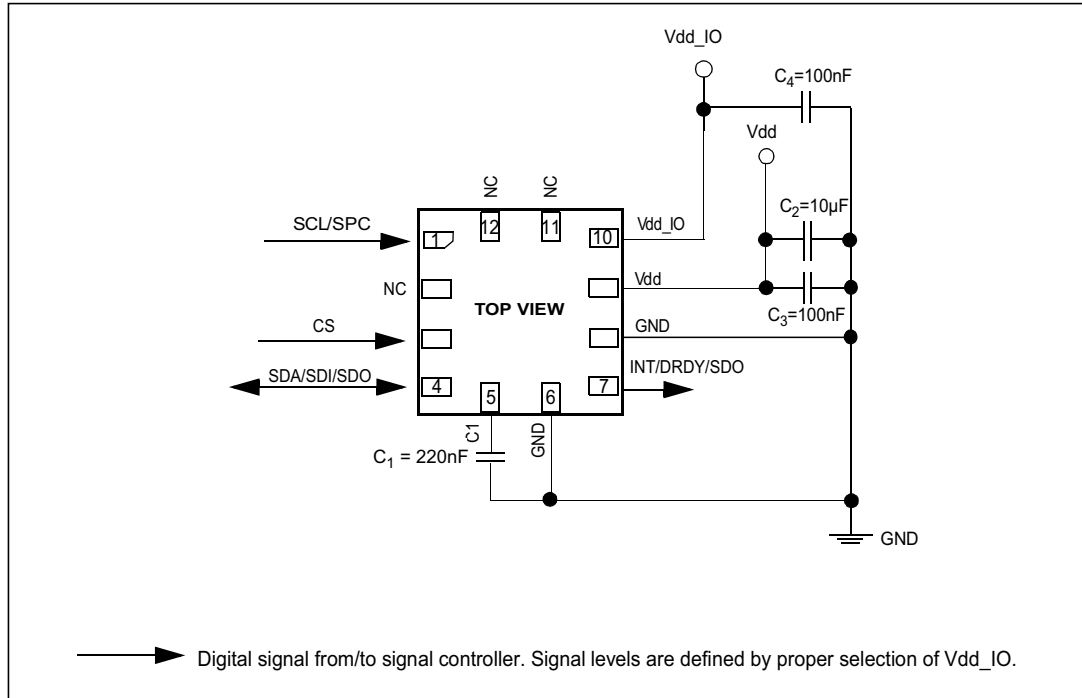 Vdd_IO
C4=100nF
Vdd
NC
NC
C2=10µF
SCL/SPC
1
12
11
10
Vdd_IO
NC
Vdd
TOP VIEW
C3=100nF
CS
GND
SDA/SDI/SDO
4
5
6
7
INT/DRDY/SDO
C1
GND
C1 = 220nF
GND
Digital signal from/to signal controller. Signal levels are defined by proper selection of Vdd_IO.